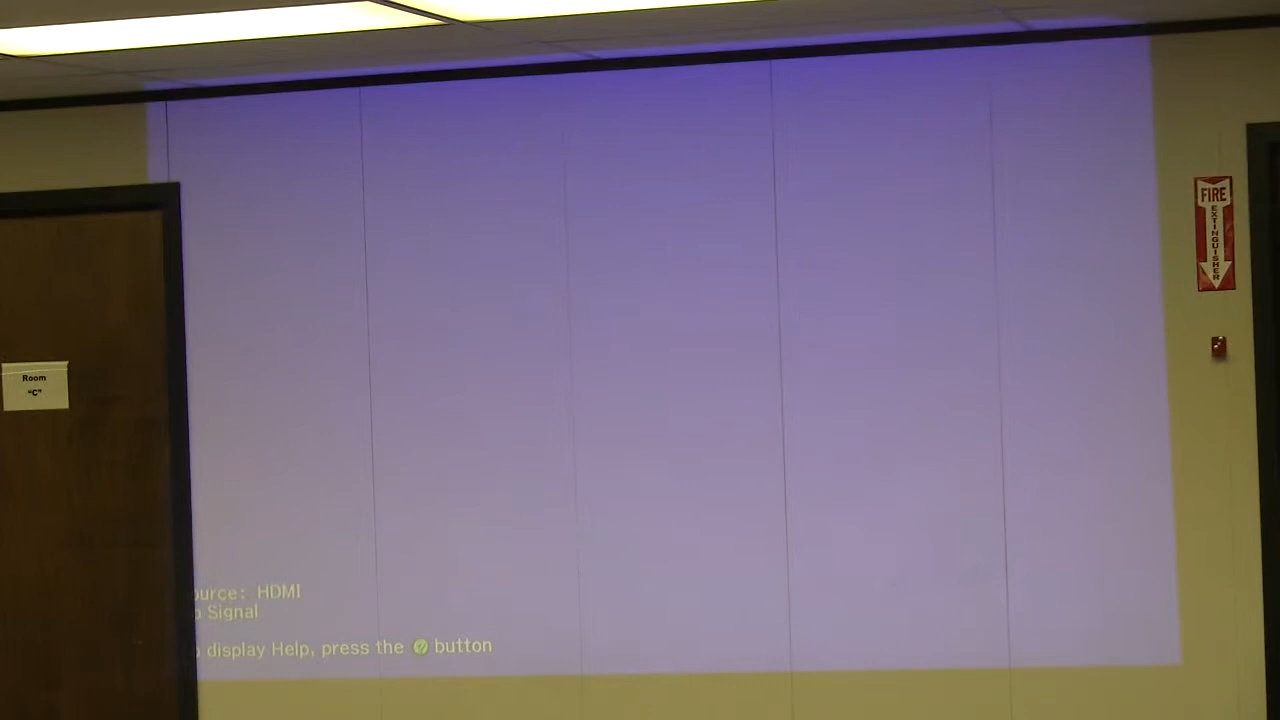 FIRE
EXTINGUISHER
Room
"C"
ource: HDMI
o Signal
o display Help, press the button